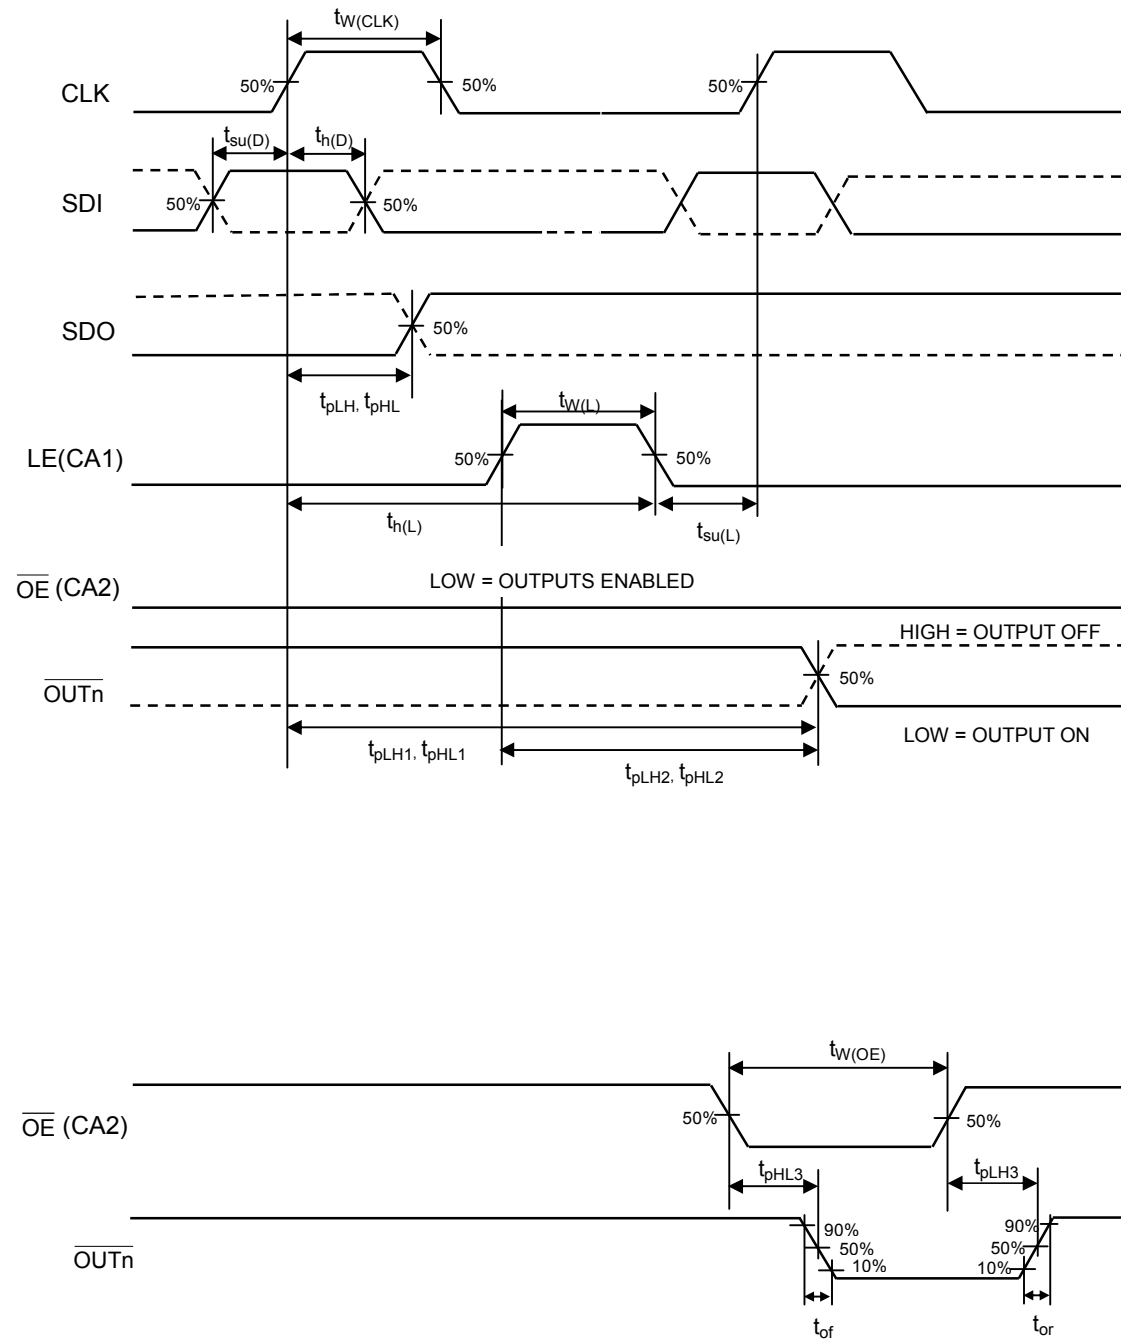 tW(CLK)
CLK
50%
50%
50%
tsu(D)
th(D)
SDI
50%
50%
SDO
50%
tpLH, tpHL
tW(L)
LE(CA1)
50%
50%
th(L)
tsu(L)
OE (CA2)
LOW = OUTPUTS ENABLED
HIGH = OUTPUT OFF
OUTn
50%
LOW = OUTPUT ON
tpLH1, tpHL1
tpLH2, tpHL2
tW(OE)
OE (CA2)
50%
50%
tpHL3
tpLH3
OUTn
90%
50%
10%
90%
50%
10%
tof
tor